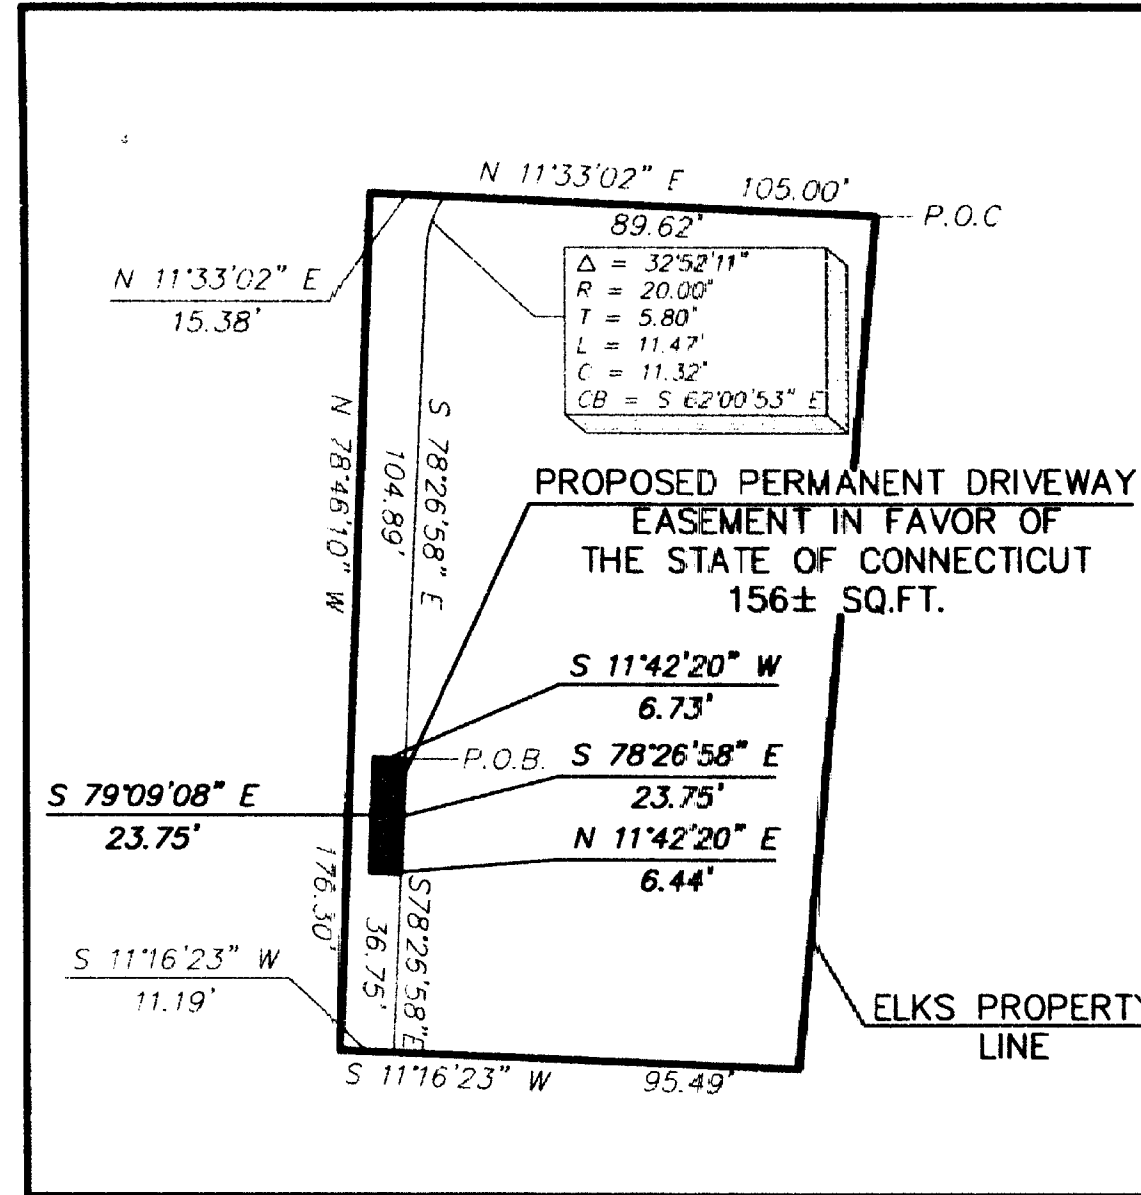 N 11°33'02" E 105.00'
89.62'
P.O.C
N 11°33'02" E
15.38'
Δ = 32°52'11"
R = 20.00"
T = 5.80"
L = 11.47'
C = 11.32"
CB = S 62°00'53" E
N 78°46'10" W
176.30'
S 78°26'58" E
104.89'
PROPOSED PERMANENT DRIVEWAY
EASEMENT IN FAVOR OF
THE STATE OF CONNECTICUT
156± SQ.FT.
S 11°42'20" W
6.73'
P.O.B.
S 78°26'58" E
23.75'
S 79°09'08" E
23.75'
N 11°42'20" E
6.44'
S78°26'58"E
36.75'
S 11°16'23" W
11.19'
S 11°16'23" W 95.49'
ELKS PROPERTY
LINE